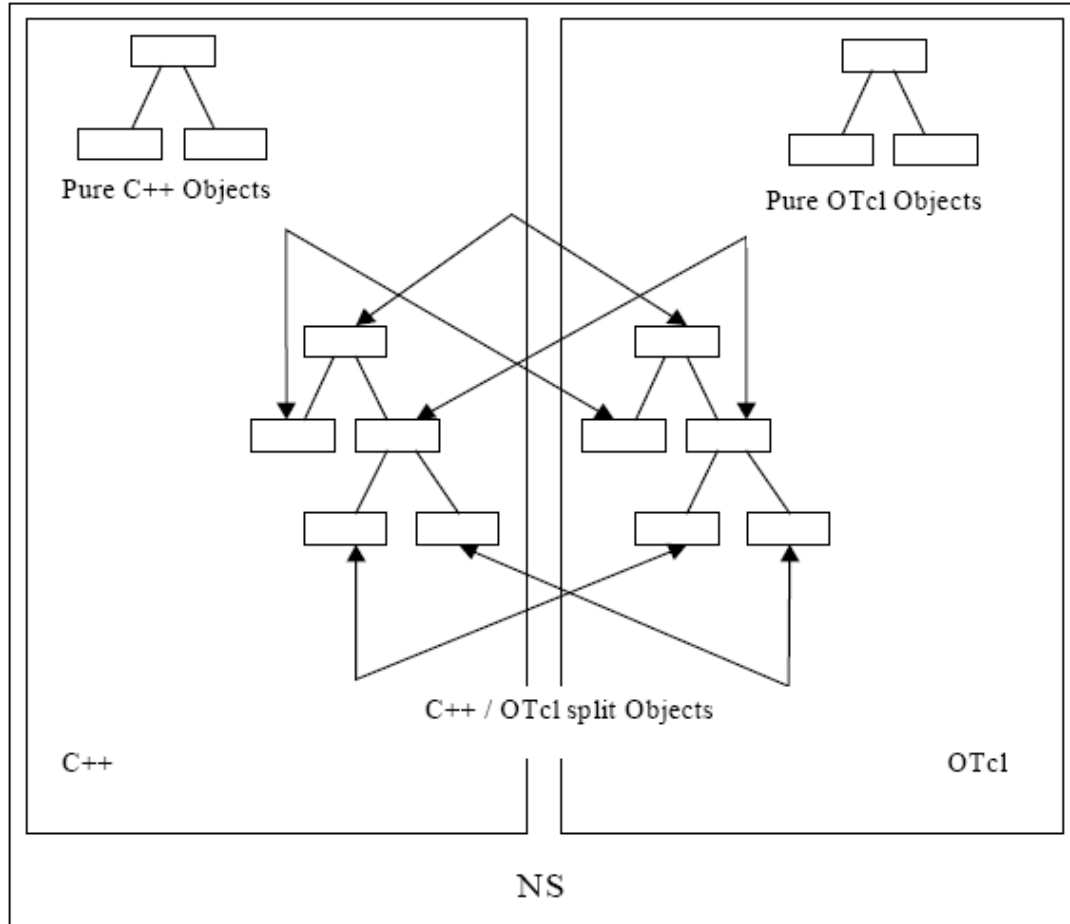 Pure C++ Objects
Pure OTcl Objects
C++ / OTcl split Objects
C++
OTcl
NS